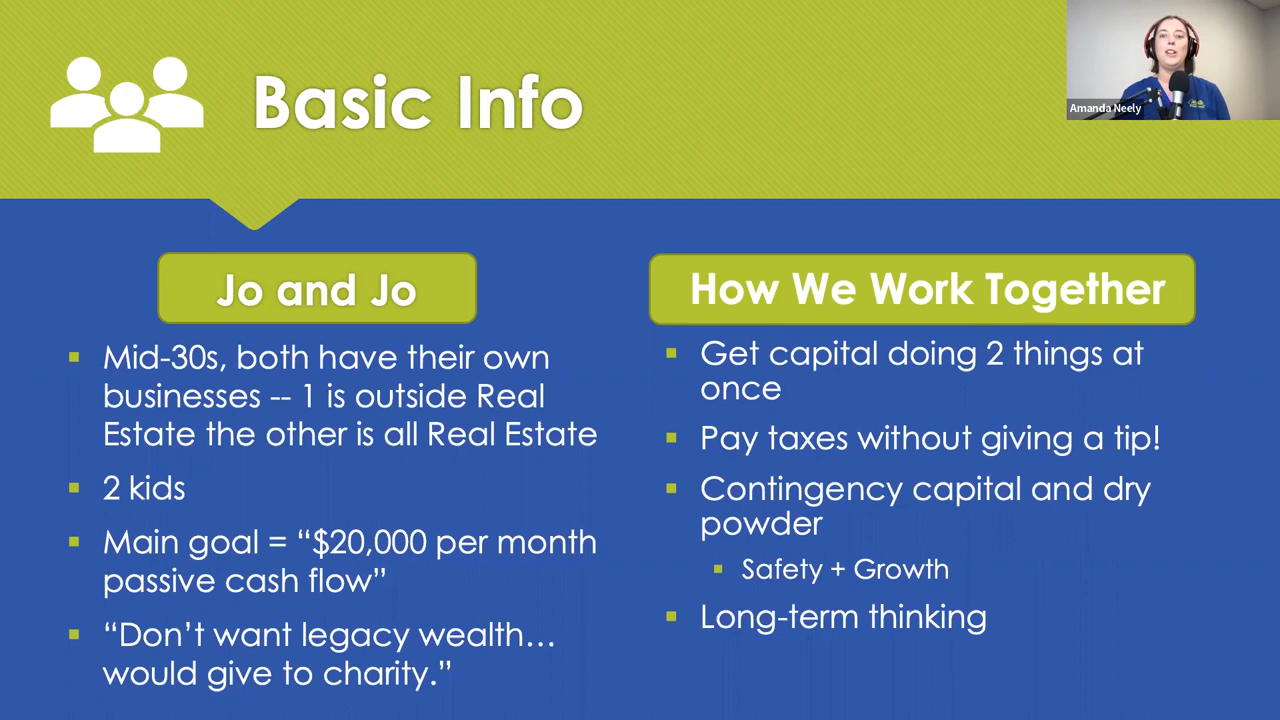 Basic Info
Amanda Neely
Jo and Jo
Mid-30s, both have their own
businesses -- 1 is outside Real
Estate the other is all Real Estate
2 kids
Main goal = “$20,000 per month
passive cash flow”
“Don’t want legacy wealth…
would give to charity.”
How We Work Together
Get capital doing 2 things at
once
Pay taxes without giving a tip!
Contingency capital and dry
powder
Safety + Growth
Long-term thinking